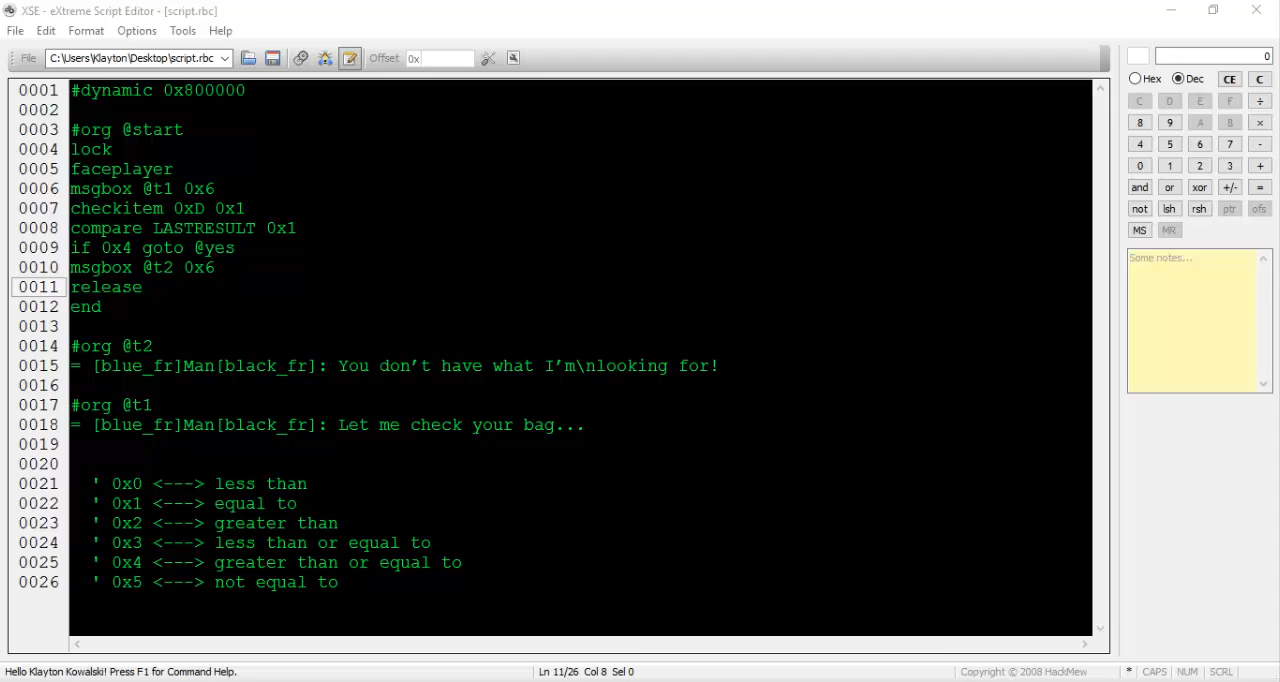 XSE - eXtreme Script Editor - [script.rbc]
File Edit Format Options Tools Help
File C:\Users\Klayton\Desktop\script.rbc Offset 0x
0
Hex Dec CE C
C D E F ÷
8 9 A B ×
4 5 6 7 -
0 1 2 3 +
and or xor +/- =
not lsh rsh ptr ofs
MS MR
Some notes...
0001 #dynamic 0x800000
0002
0003 #org @start
0004 lock
0005 faceplayer
0006 msgbox @t1 0x6
0007 checkitem 0xD 0x1
0008 compare LASTRESULT 0x1
0009 if 0x4 goto @yes
0010 msgbox @t2 0x6
0011 release
0012 end
0013
0014 #org @t2
0015 = [blue_fr]Man[black_fr]: You don’t have what I’m\nlooking for!
0016
0017 #org @t1
0018 = [blue_fr]Man[black_fr]: Let me check your bag...
0019
0020
0021 ' 0x0 <---> less than
0022 ' 0x1 <---> equal to
0023 ' 0x2 <---> greater than
0024 ' 0x3 <---> less than or equal to
0025 ' 0x4 <---> greater than or equal to
0026 ' 0x5 <---> not equal to
Hello Klayton Kowalski! Press F1 for Command Help. Ln 11/26 Col 8 Sel 0 Copyright © 2008 HackMew * CAPS NUM SCRL